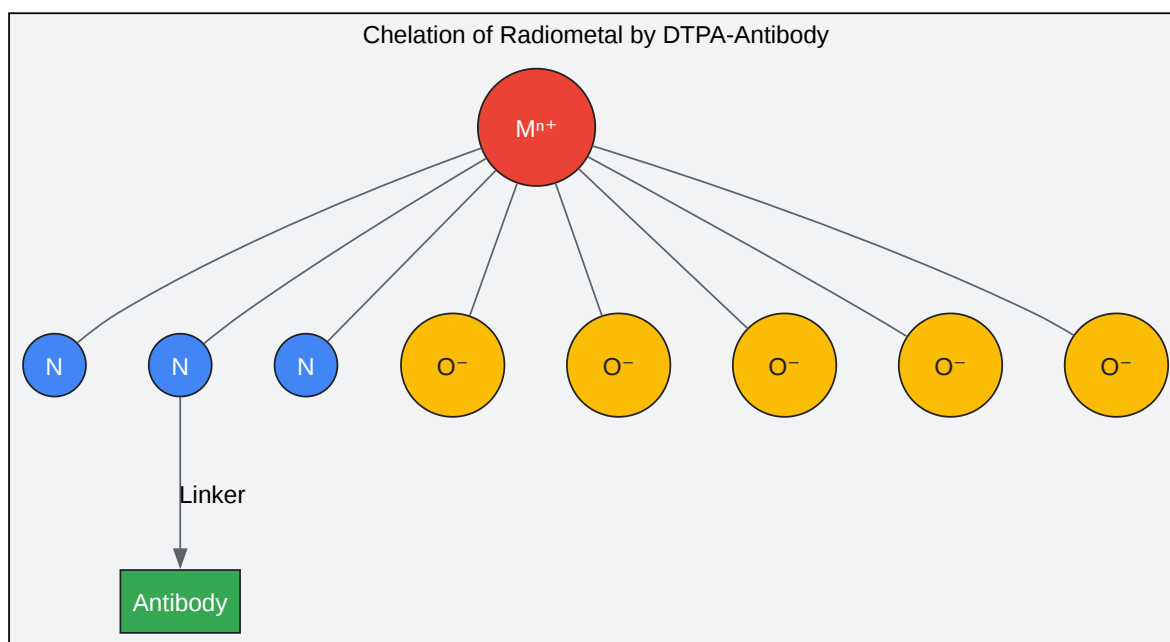 Chelation of Radiometal by DTPA-Antibody
Mⁿ⁺
N
N
N
O⁻
O⁻
O⁻
O⁻
O⁻
Linker
Antibody